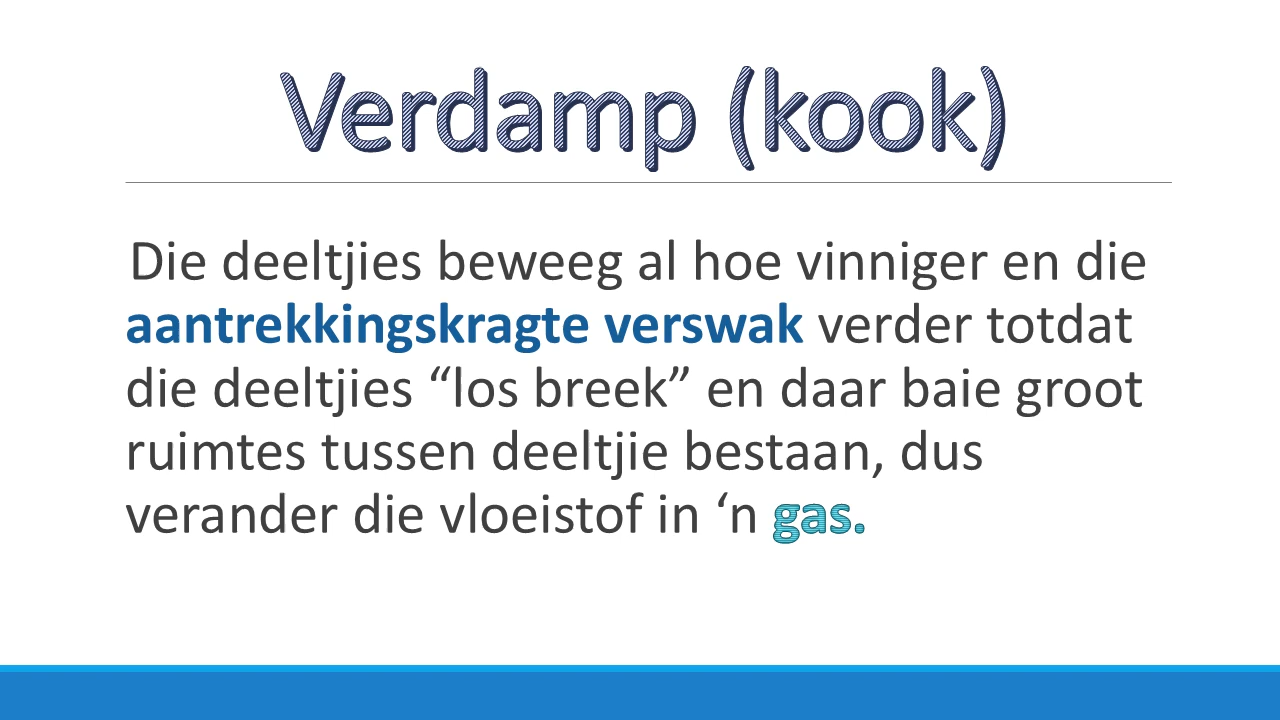 Verdamp (kook)
Die deeltjies beweeg al hoe vinniger en die
aantrekkingskragte verswak verder totdat
die deeltjies “los breek” en daar baie groot
ruimtes tussen deeltjie bestaan, dus
verander die vloeistof in ‘n gas.